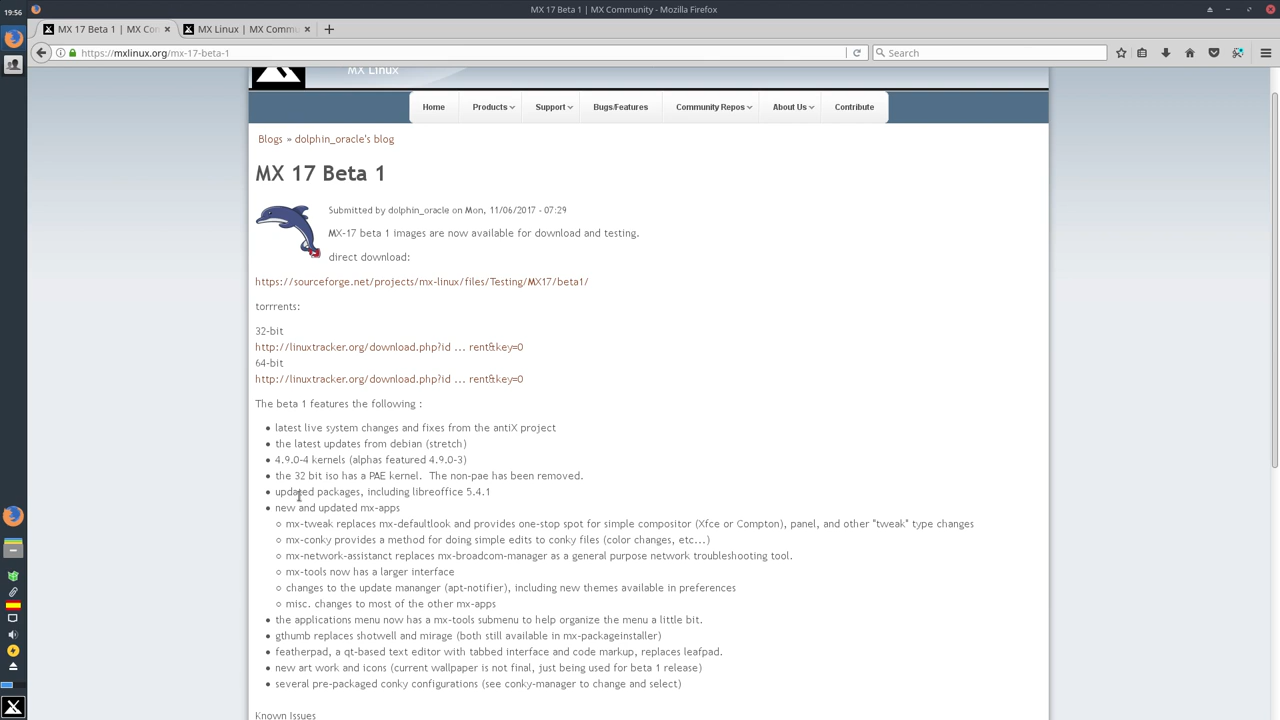 19:56
MX 17 Beta 1 | MX Community - Mozilla Firefox
MX 17 Beta 1 | MX Con
MX Linux | MX Commu
https://mxlinux.org/mx-17-beta-1
Search
MX Linux
Home
Products
Support
Bugs/Features
Community Repos
About Us
Contribute
Blogs » dolphin_oracle's blog
MX 17 Beta 1
Submitted by dolphin_oracle on Mon, 11/06/2017 - 07:29
MX-17 beta 1 images are now available for download and testing.
direct download:
https://sourceforge.net/projects/mx-linux/files/Testing/MX17/beta1/
torrrents:
32-bit
http://linuxtracker.org/download.php?id ... rent&key=0
64-bit
http://linuxtracker.org/download.php?id ... rent&key=0
The beta 1 features the following :
• latest live system changes and fixes from the antiX project
• the latest updates from debian (stretch)
• 4.9.0-4 kernels (alphas featured 4.9.0-3)
• the 32 bit iso has a PAE kernel. The non-pae has been removed.
• updated packages, including libreoffice 5.4.1
• new and updated mx-apps
○ mx-tweak replaces mx-defaultlook and provides one-stop spot for simple compositor (Xfce or Compton), panel, and other "tweak" type changes
○ mx-conky provides a method for doing simple edits to conky files (color changes, etc...)
○ mx-network-assistanct replaces mx-broadcom-manager as a general purpose network troubleshooting tool.
○ mx-tools now has a larger interface
○ changes to the update mananger (apt-notifier), including new themes available in preferences
○ misc. changes to most of the other mx-apps
• the applications menu now has a mx-tools submenu to help organize the menu a little bit.
• gthumb replaces shotwell and mirage (both still available in mx-packageinstaller)
• featherpad, a qt-based text editor with tabbed interface and code markup, replaces leafpad.
• new art work and icons (current wallpaper is not final, just being used for beta 1 release)
• several pre-packaged conky configurations (see conky-manager to change and select)
Known Issues